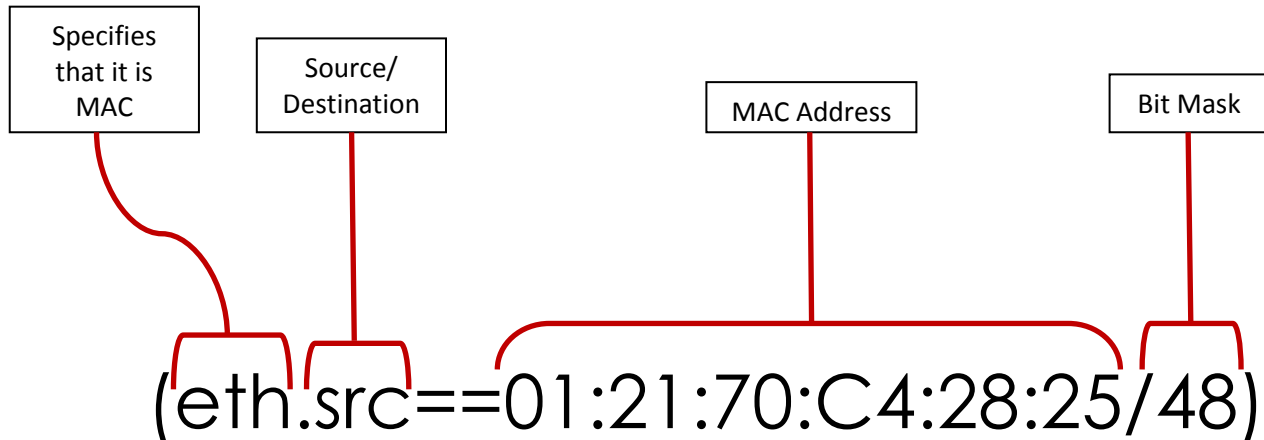 Specifies
that it is
MAC
Source/
Destination
MAC Address
Bit Mask
(eth.src==01:21:70:C4:28:25/48)